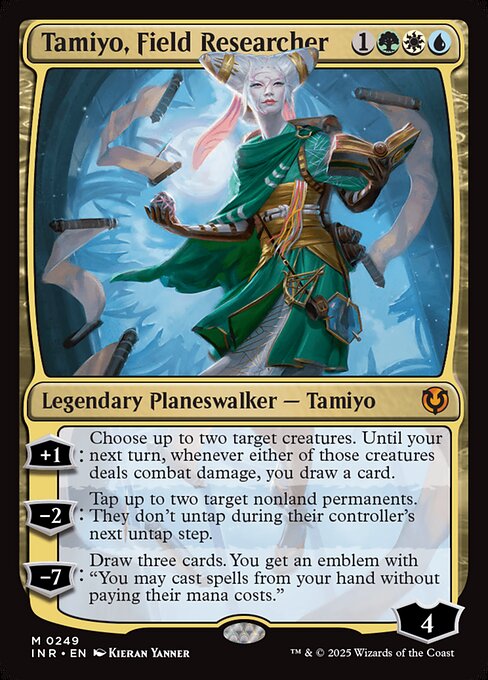 Tamiyo, Field Researcher 1
Legendary Planeswalker — Tamiyo
+1 : Choose up to two target creatures. Until your
next turn, whenever either of those creatures
deals combat damage, you draw a card.
−2 : Tap up to two target nonland permanents.
They don't untap during their controller's
next untap step.
−7 : Draw three cards. You get an emblem with
“You may cast spells from your hand without
paying their mana costs.”
4
M 0249
INR • EN Kieran Yanner
™ & © 2025 Wizards of the Coast